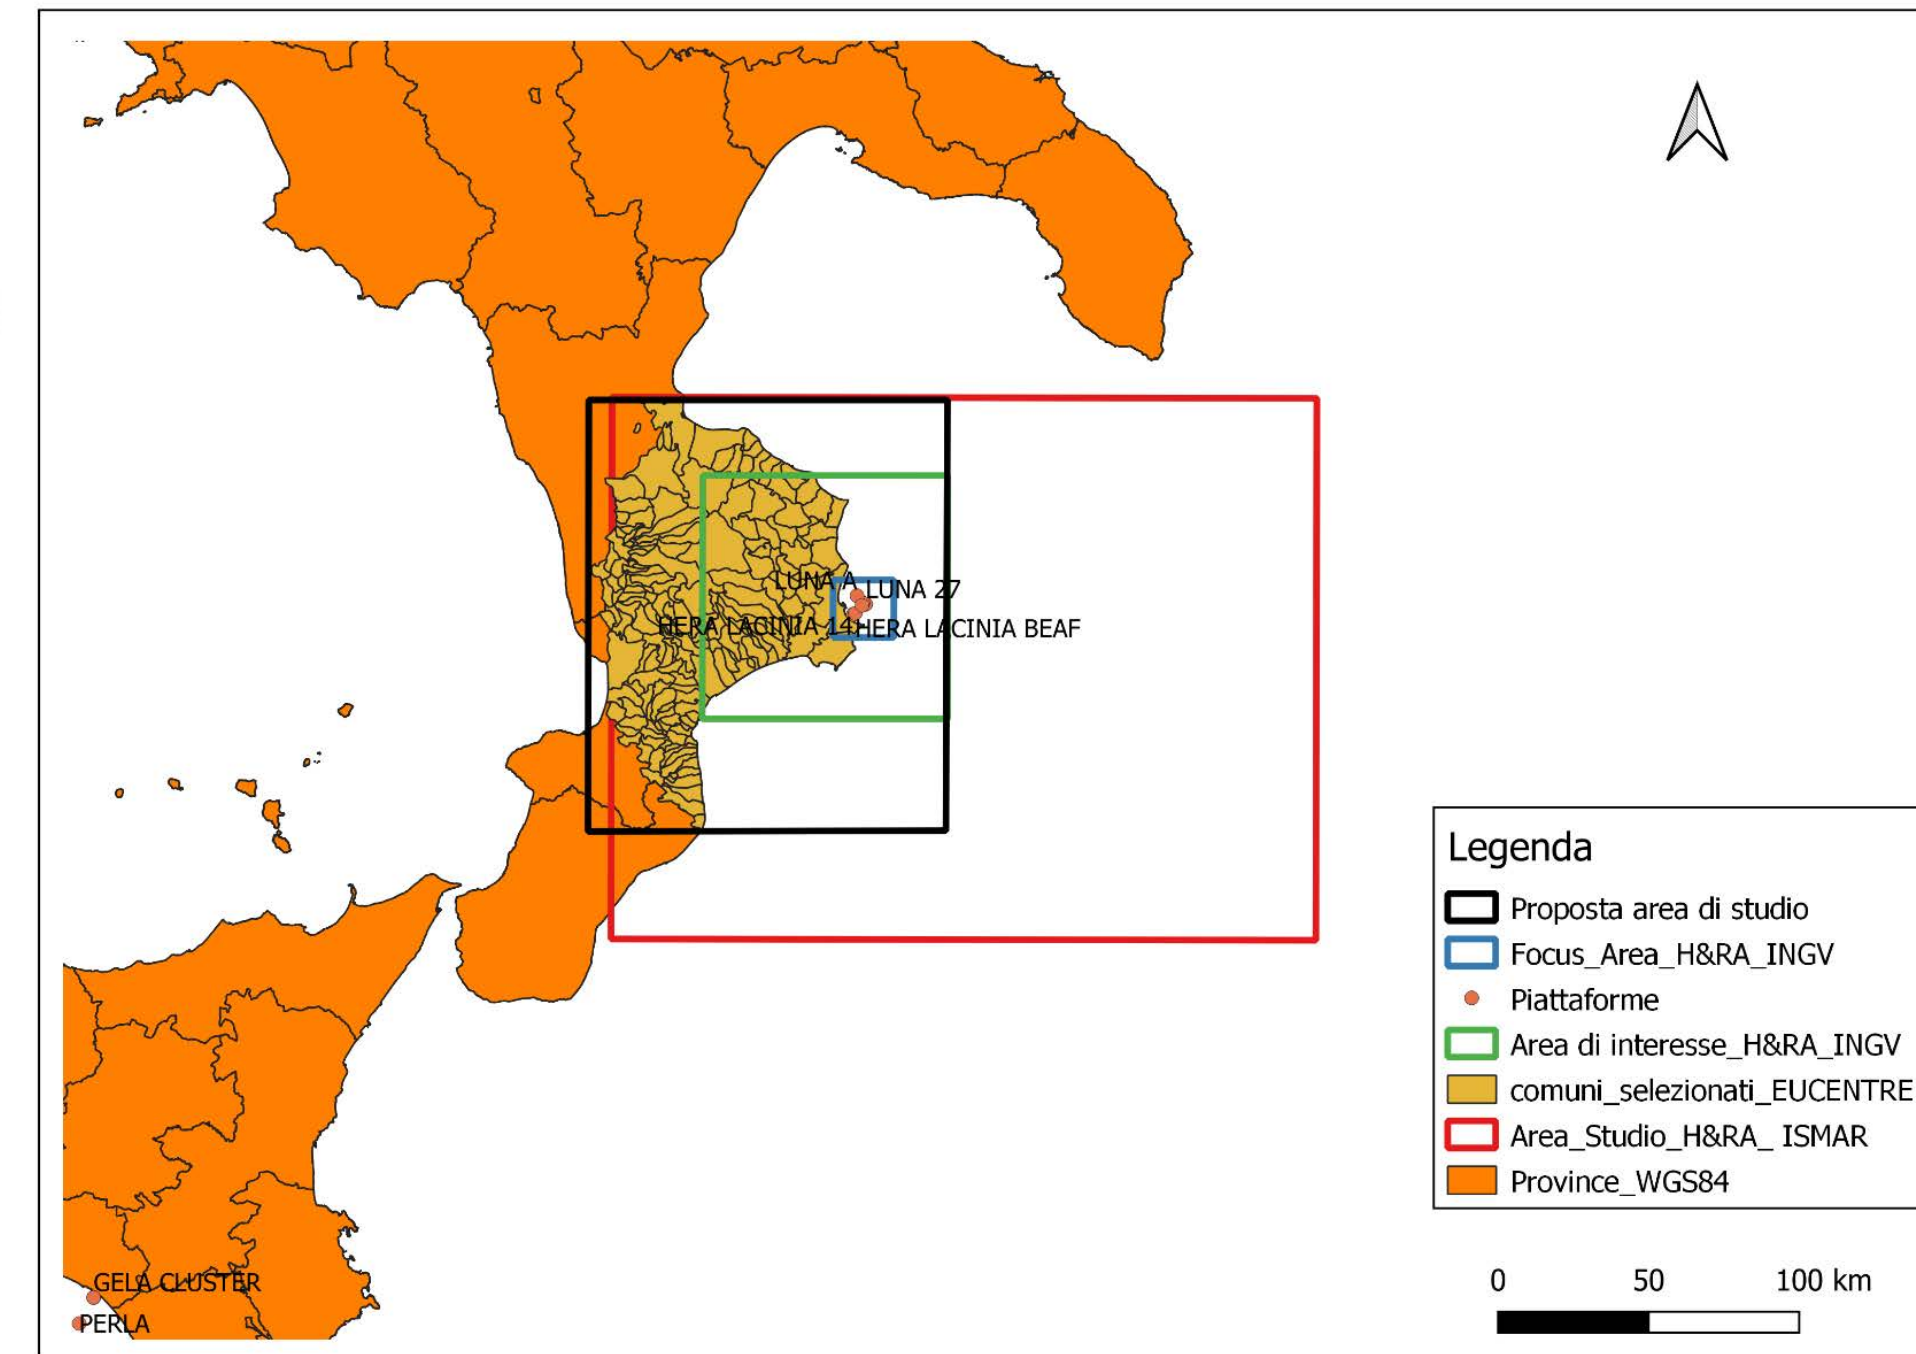 LUNA A
LUNA 27
HERA LACINIA 14
HERA LACINIA BEAF
Legenda
Proposta area di studio
Focus_Area_H&RA_INGV
Piattaforme
Area di interesse_H&RA_INGV
comuni_selezionati_EUCENTRE
Area_Studio_H&RA_ ISMAR
Province_WGS84
GELA CLUSTER
PERLA
0 50 100 km